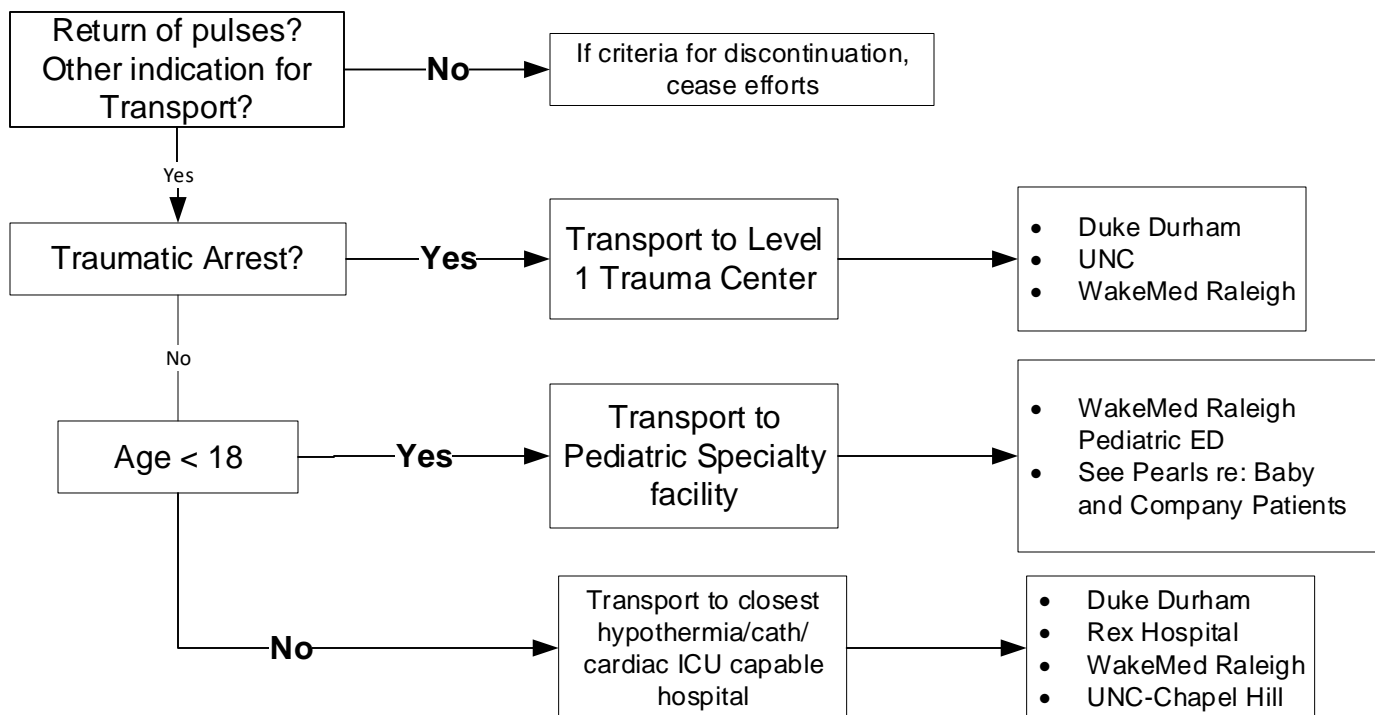 Return of pulses?
Other indication for
Transport?
No
If criteria for discontinuation,
cease efforts
Yes
Traumatic Arrest?
Yes
Transport to Level
1 Trauma Center
• Duke Durham
• UNC
• WakeMed Raleigh
No
Age < 18
Yes
Transport to
Pediatric Specialty
facility
• WakeMed Raleigh
Pediatric ED
• See Pearls re: Baby
and Company Patients
No
Transport to closest
hypothermia/cath/
cardiac ICU capable
hospital
• Duke Durham
• Rex Hospital
• WakeMed Raleigh
• UNC-Chapel Hill